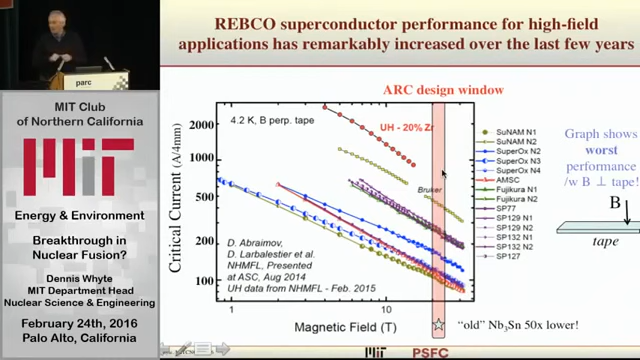 parc
MIT Club
of Northern California
MIT
Energy & Environment
Breakthrough in
Nuclear Fusion?
Dennis Whyte
MIT Department Head
Nuclear Science & Engineering
February 24th, 2016
Palo Alto, California
REBCO superconductor performance for high-field
applications has remarkably increased over the last few years
ARC design window
4.2 K, B perp. tape
UH - 20% Zr
Bruker
Critical Current (A/4mm)
2000
1000
500
200
100
D. Abraimov,
D. Larbalestier et al.
NHMFL, Presented
at ASC, Aug 2014
UH data from NHMFL - Feb. 2015
1
10
Magnetic Field (T)
SuNAM N1
SuNAM N2
SuperOx N2
SuperOx N3
SuperOx N4
AMSC
Fujikura N1
Fujikura N2
SP77
SP129 N1
SP129 N2
SP132 N1
SP132 N2
SP127
Graph shows
worst
performance
/w B ⊥ tape!
B
tape
"old" Nb₃Sn 50x lower!
MIT
PSFC